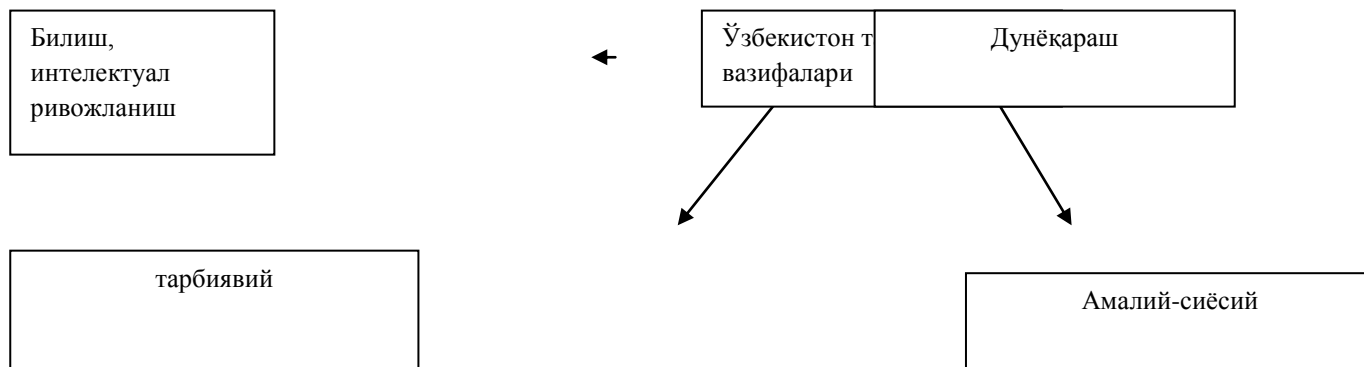 Билиш,
интелектуал
ривожланиш
Ўзбекистон т
вазифалари
Дунёқараш
тарбиявий
Амалий-сиёсий